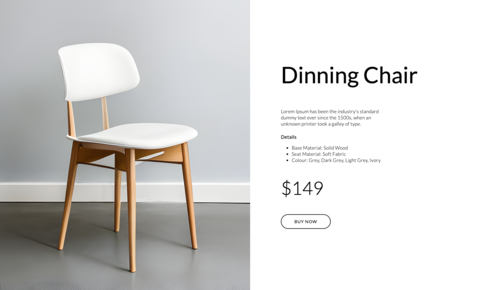 Dinning Chair
Lorem Ipsum has been the industry's standard
dummy text ever since the 1500s, when an
unknown printer took a galley of type.
Details
Base Material: Solid Wood
Seat Material: Soft Fabric
Colour: Grey, Dark Grey, Light Grey, Ivory
$149
BUY NOW